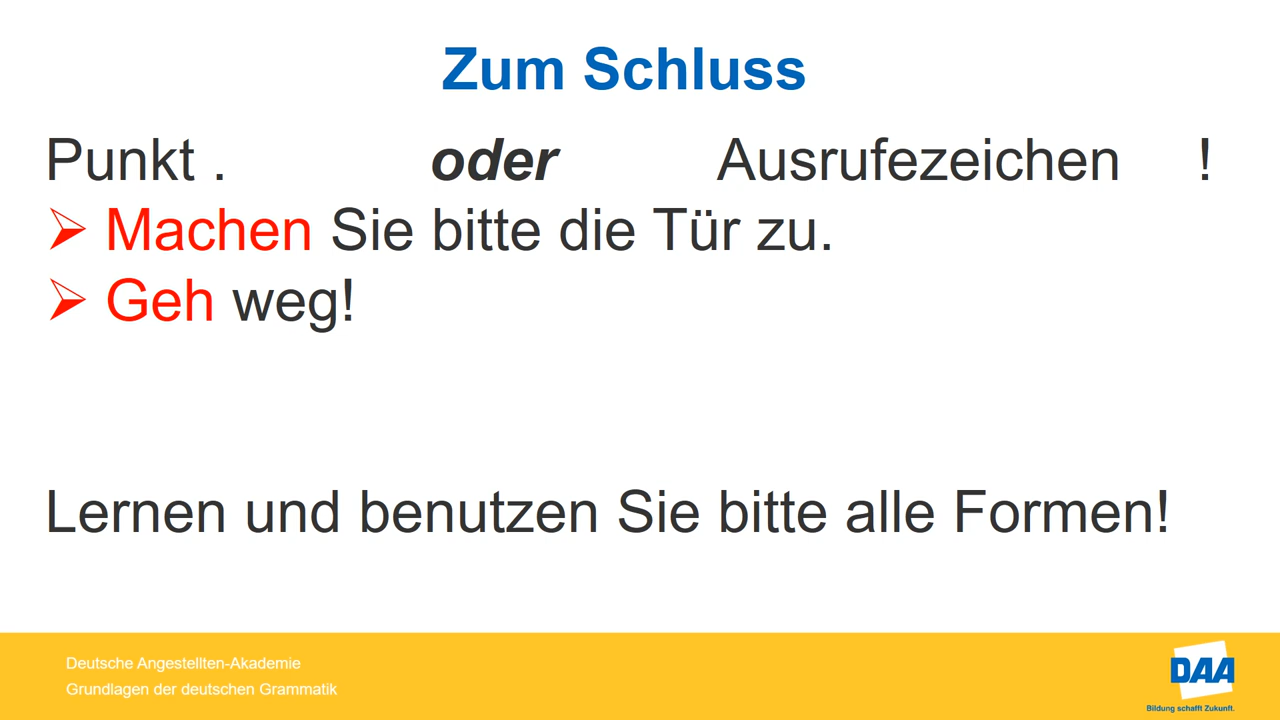 Zum Schluss
Punkt . oder Ausrufezeichen !
➢ Machen Sie bitte die Tür zu.
➢ Geh weg!
Lernen und benutzen Sie bitte alle Formen!
Deutsche Angestellten-Akademie
Grundlagen der deutschen Grammatik
DAA
Bildung schafft Zukunft.